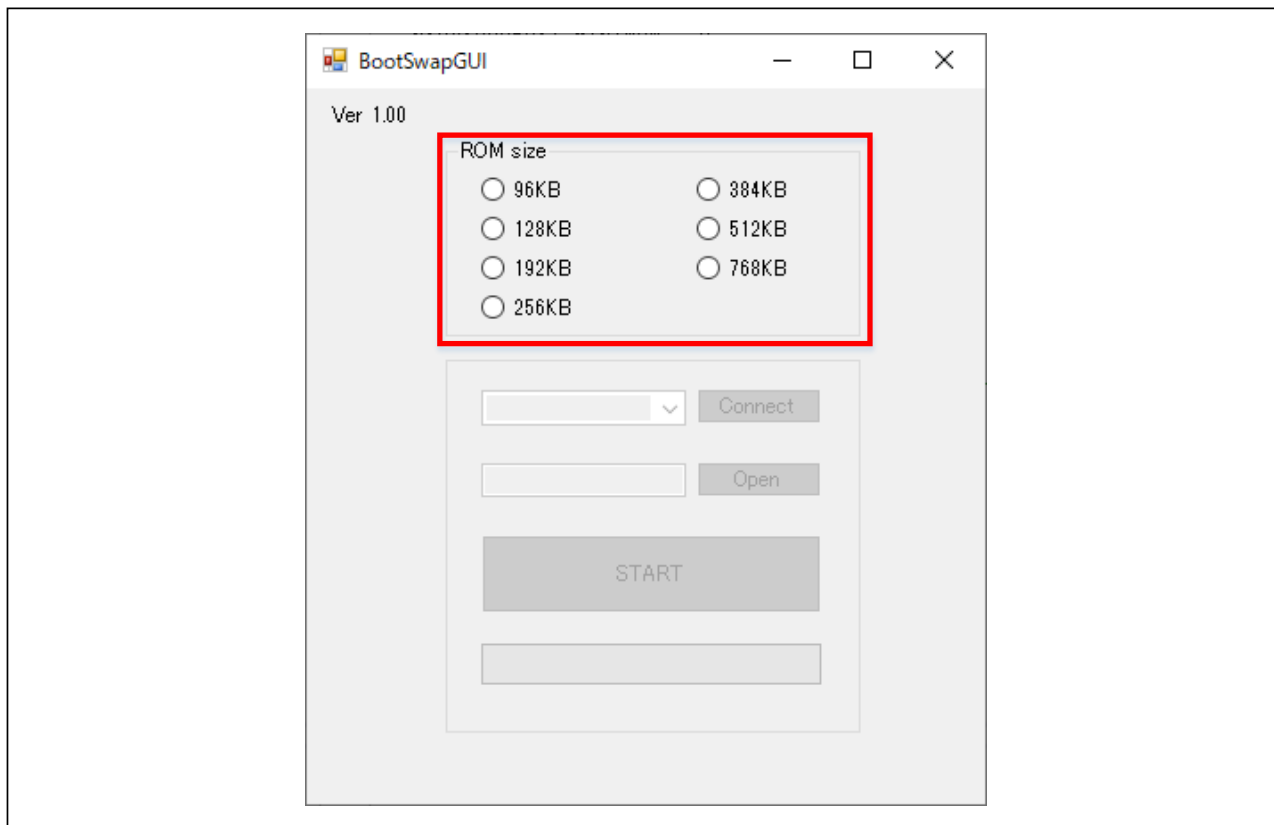 BootSwapGUI
Ver 1.00
ROM size
96KB
384KB
128KB
512KB
192KB
768KB
256KB
Connect
Open
START